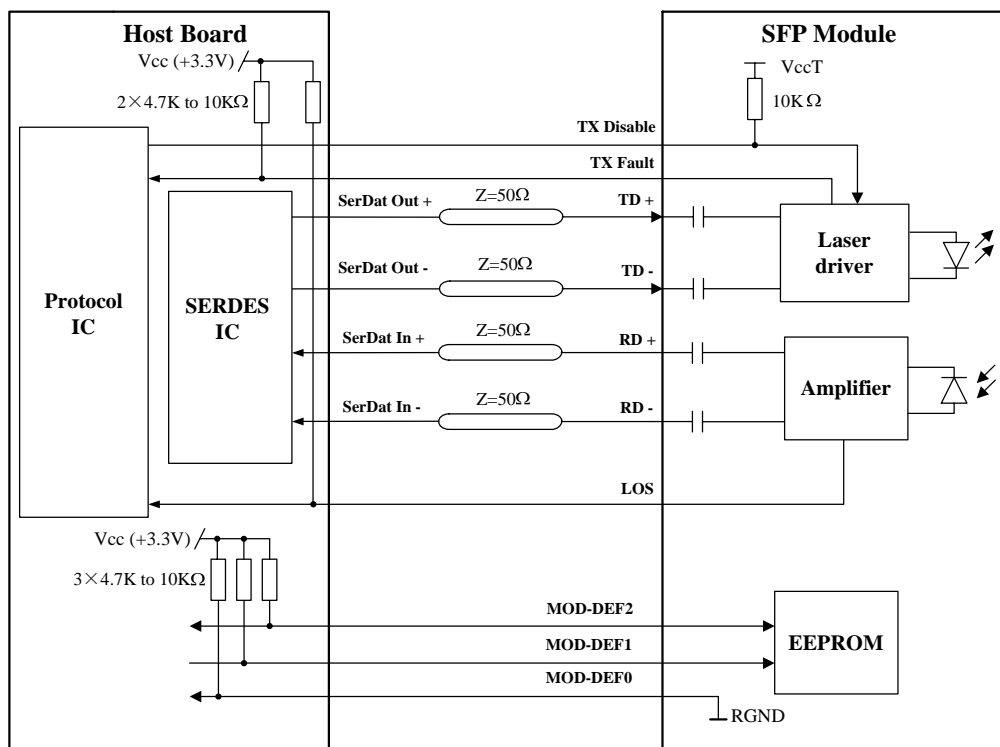 Host Board
SFP Module
Vcc (+3.3V)
VccT
2×4.7K to 10KΩ
10KΩ
TX Disable
TX Fault
SerDat Out +
Z=50Ω
TD +
Laser
driver
SerDat Out -
Z=50Ω
TD -
Protocol
IC
SERDES
IC
SerDat In +
Z=50Ω
RD +
Amplifier
SerDat In -
Z=50Ω
RD -
LOS
Vcc (+3.3V)
3×4.7K to 10KΩ
MOD-DEF2
EEPROM
MOD-DEF1
MOD-DEF0
RGND